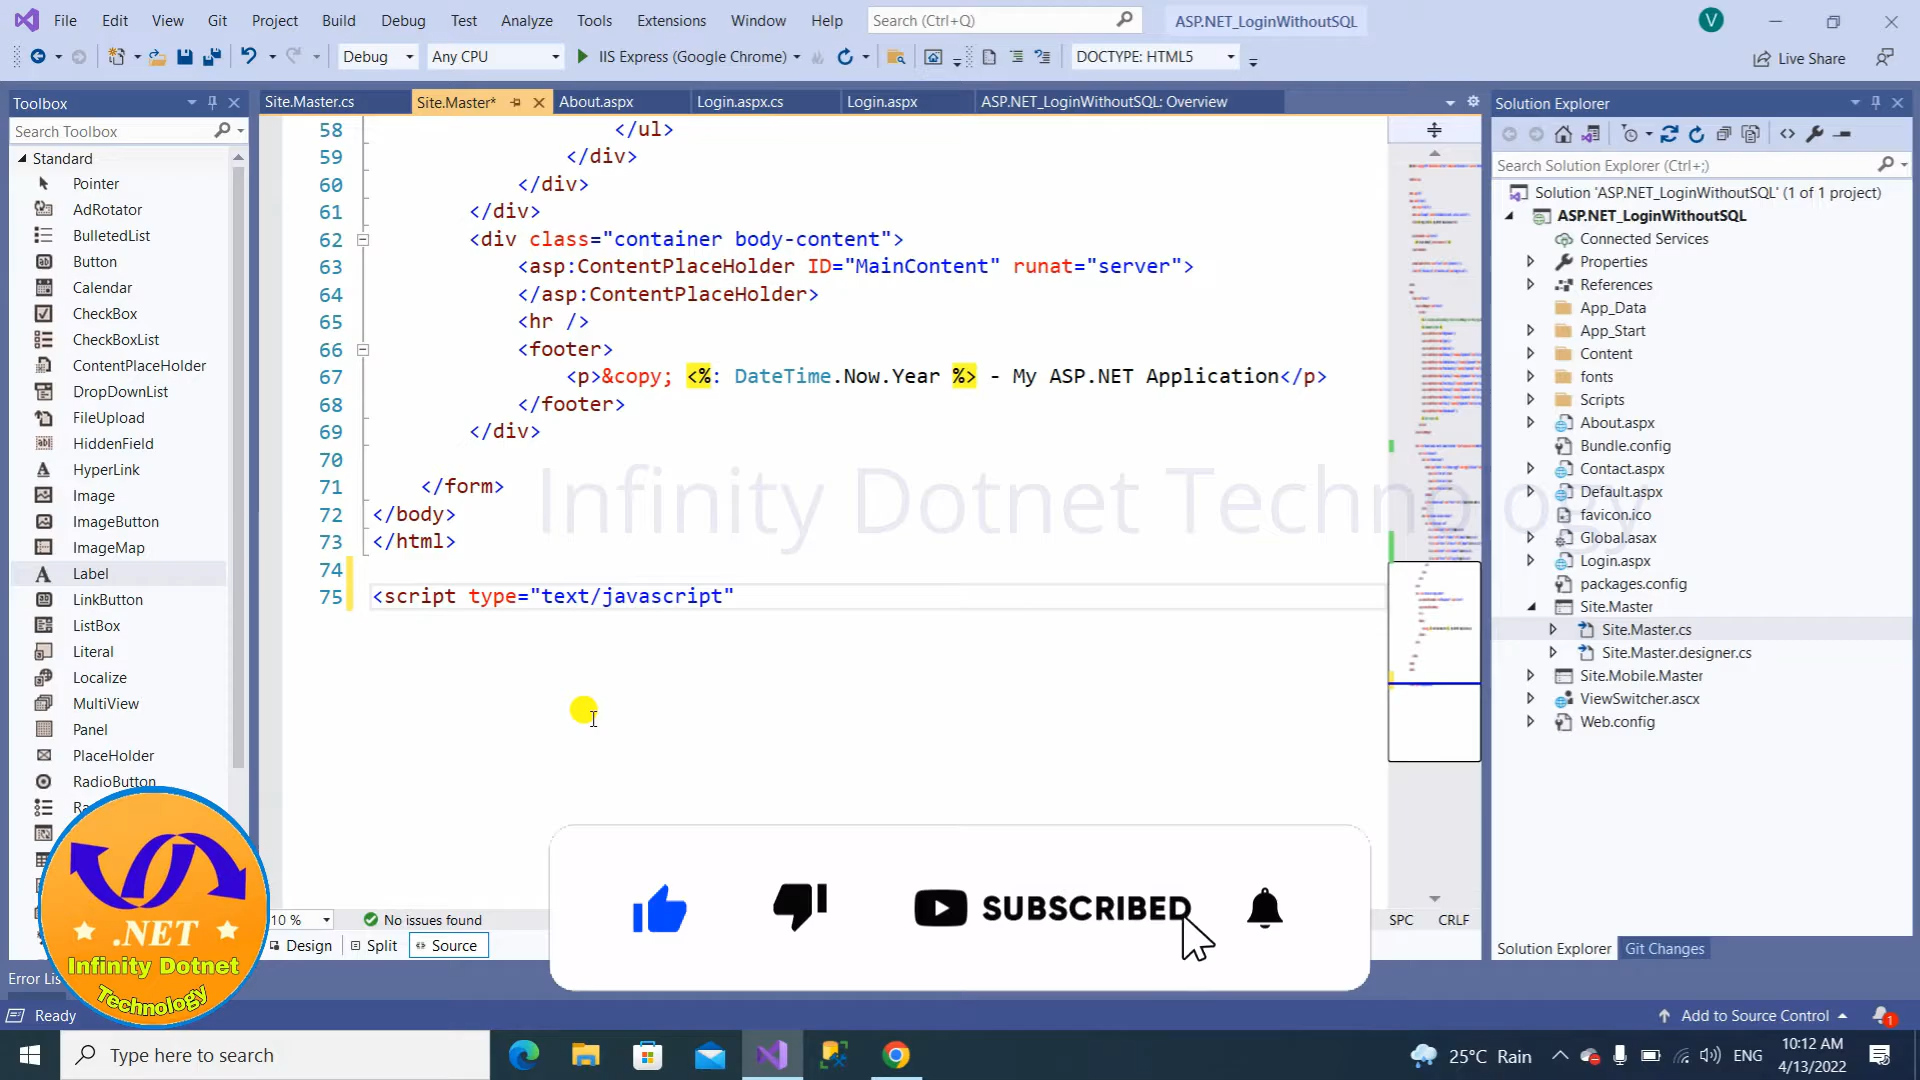 File Edit View Git Project Build Debug Test Analyze Tools Extensions Window Help Search (Ctrl+Q) ASP.NET_LoginWithoutSQL V
Debug Any CPU IIS Express (Google Chrome) DOCTYPE: HTML5 Live Share
Toolbox
Search Toolbox
Standard
Pointer
AdRotator
BulletedList
Button
Calendar
CheckBox
CheckBoxList
ContentPlaceHolder
DropDownList
FileUpload
HiddenField
HyperLink
Image
ImageButton
ImageMap
Label
LinkButton
ListBox
Literal
Localize
MultiView
Panel
PlaceHolder
RadioButton
Site.Master.cs Site.Master* About.aspx Login.aspx.cs Login.aspx ASP.NET_LoginWithoutSQL: Overview
58 </ul>
59 </div>
60 </div>
61 </div>
62 <div class="container body-content">
63 <asp:ContentPlaceHolder ID="MainContent" runat="server">
64 </asp:ContentPlaceHolder>
65 <hr />
66 <footer>
67 <p>&copy; <%: DateTime.Now.Year %> - My ASP.NET Application</p>
68 </footer>
69 </div>
70
71 </form>
72 </body>
73 </html>
74
75 <script type="text/javascript"
Infinity Dotnet Technology
10 % No issues found SPC CRLF
Design Split Source
SUBSCRIBED
.NET
Infinity Dotnet
Technology
Solution Explorer
Search Solution Explorer (Ctrl+;)
Solution 'ASP.NET_LoginWithoutSQL' (1 of 1 project)
ASP.NET_LoginWithoutSQL
Connected Services
Properties
References
App_Data
App_Start
Content
fonts
Scripts
About.aspx
Bundle.config
Contact.aspx
Default.aspx
favicon.ico
Global.asax
Login.aspx
packages.config
Site.Master
Site.Master.cs
Site.Master.designer.cs
Site.Mobile.Master
ViewSwitcher.ascx
Web.config
Solution Explorer Git Changes
Error Lis
Ready Add to Source Control 1
Type here to search 25°C Rain ENG 10:12 AM
4/13/2022